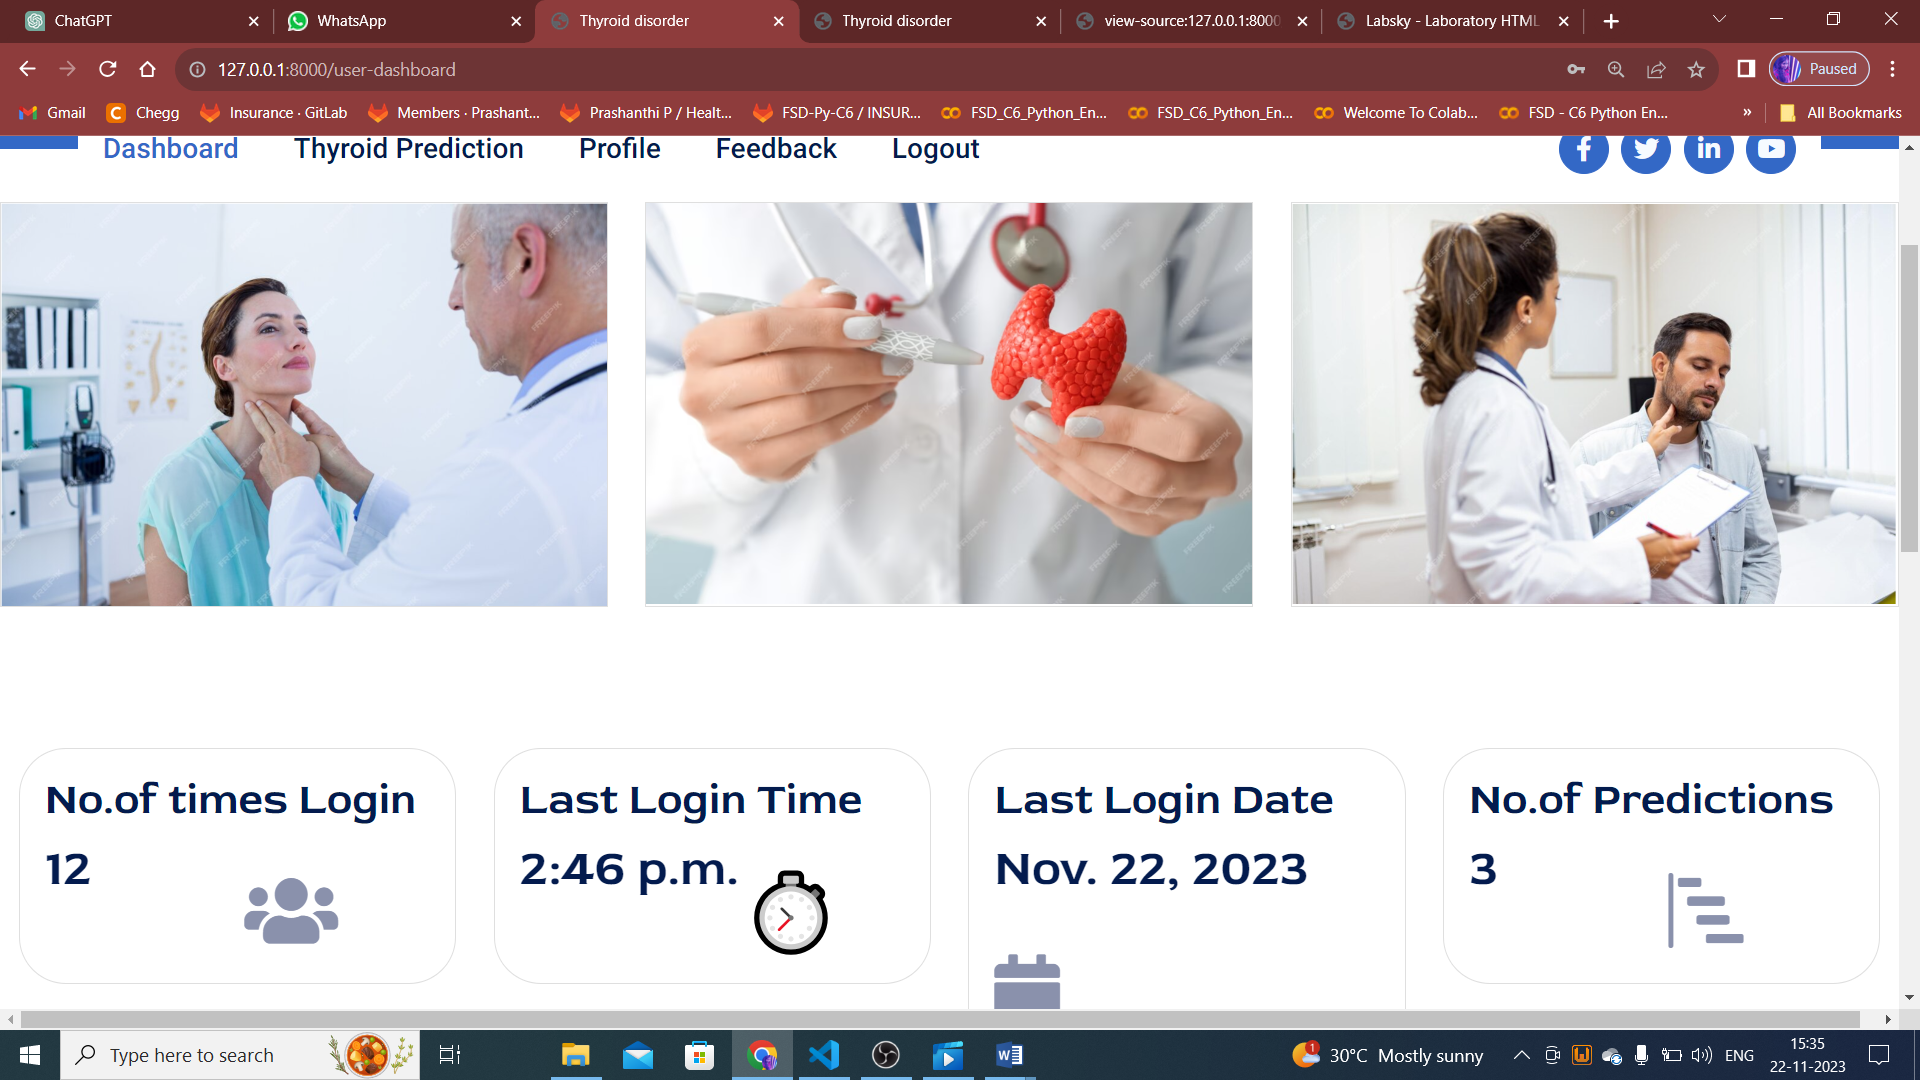 ChatGPT
WhatsApp
Thyroid disorder
Thyroid disorder
view-source:127.0.0.1:8000
Labsky - Laboratory HTML
127.0.0.1:8000/user-dashboard
Paused
Gmail
Chegg
Insurance · GitLab
Members · Prashant...
Prashanthi P / Healt...
FSD-Py-C6 / INSUR...
FSD_C6_Python_En...
FSD_C6_Python_En...
Welcome To Colab...
FSD - C6 Python En...
»
All Bookmarks
Dashboard
Thyroid Prediction
Profile
Feedback
Logout
No.of times Login
12
Last Login Time
2:46 p.m.
Last Login Date
Nov. 22, 2023
No.of Predictions
3
Type here to search
1
30°C Mostly sunny
ENG
15:35
22-11-2023